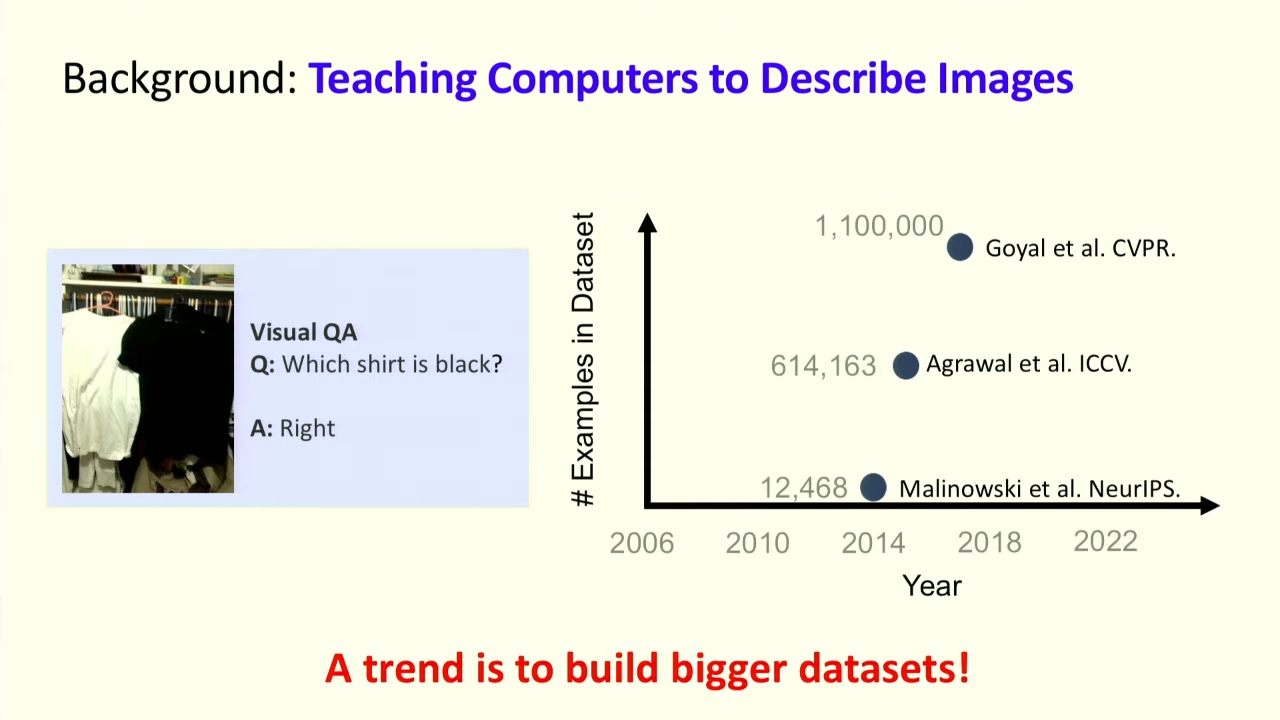 Background: Teaching Computers to Describe Images
Visual QA
Q: Which shirt is black?
A: Right
# Examples in Dataset
1,100,000
Goyal et al. CVPR.
614,163
Agrawal et al. ICCV.
12,468
Malinowski et al. NeurIPS.
2006 2010 2014 2018 2022
Year
A trend is to build bigger datasets!